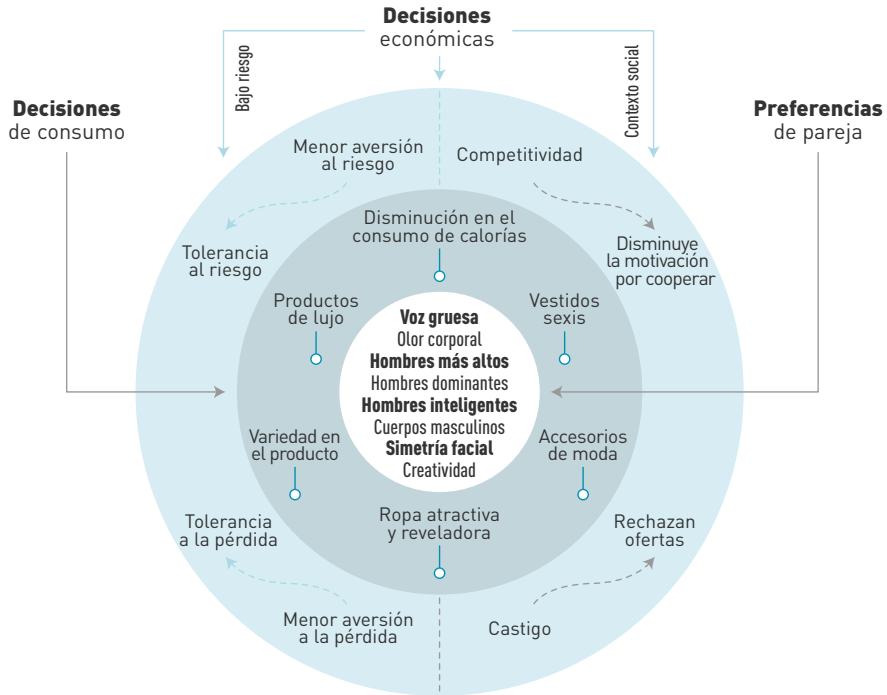 Decisiones
económicas
Bajo riesgo
Contexto social
Decisiones
de consumo
Preferencias
de pareja
Menor aversión
al riesgo
Competitividad
Tolerancia
al riesgo
Disminución en el
consumo de calorías
Disminuye
la motivación
por cooperar
Productos
de lujo
Vestidos
sexis
Voz gruesa
Olor corporal
Hombres más altos
Hombres dominantes
Hombres inteligentes
Cuerpos masculinos
Simetría facial
Creatividad
Variedad en
el producto
Accesorios
de moda
Tolerancia
a la pérdida
Ropa atractiva
y reveladora
Rechazan
ofertas
Menor aversión
a la pérdida
Castigo